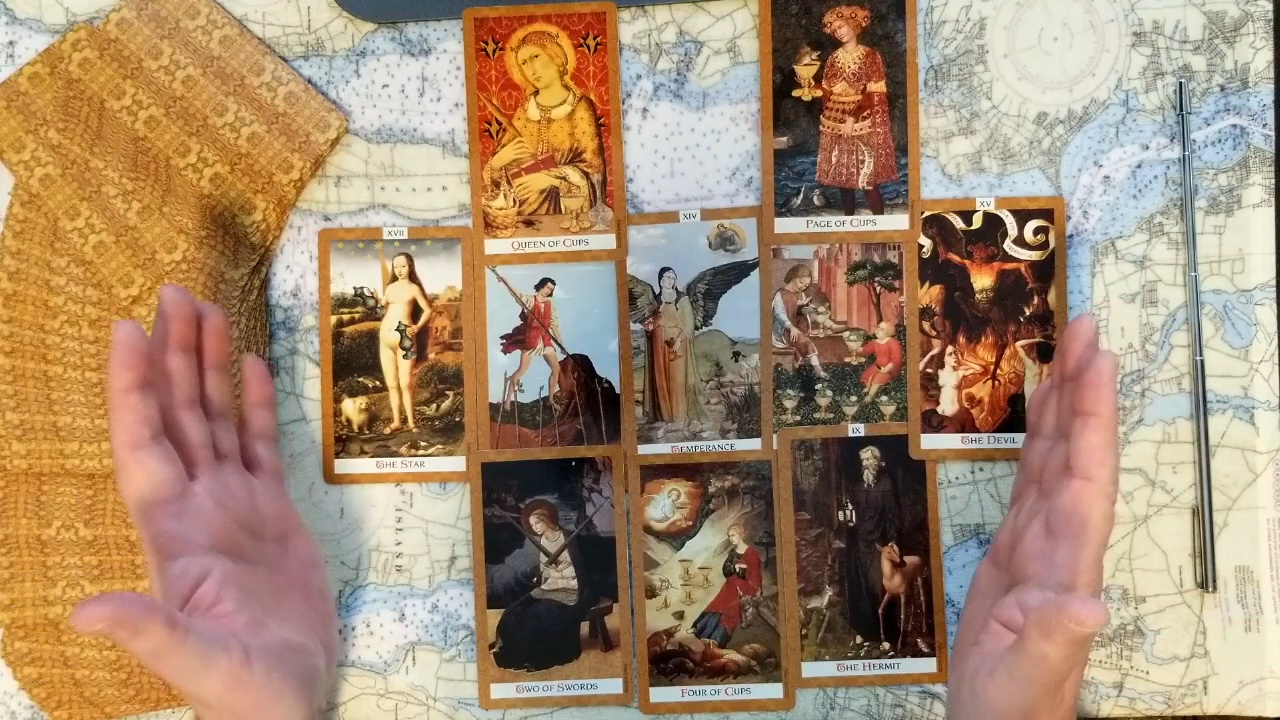 QUEEN OF CUPS
PAGE OF CUPS
XVII
XIV
XV
THE STAR
TEMPERANCE
THE DEVIL
IX
TWO OF SWORDS
FOUR OF CUPS
THE HERMIT